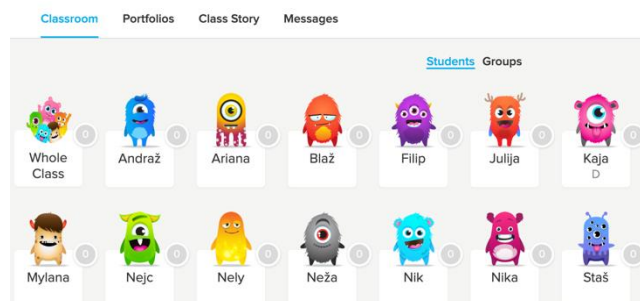 Classroom Portfolios Class Story Messages
Students Groups
0 0 0 0 0 0 0
Whole Class Andraž Ariana Blaž Filip Julija Kaja
D
0 0 0 0 0 0 0
Mylana Nejc Nely Neža Nik Nika Staš